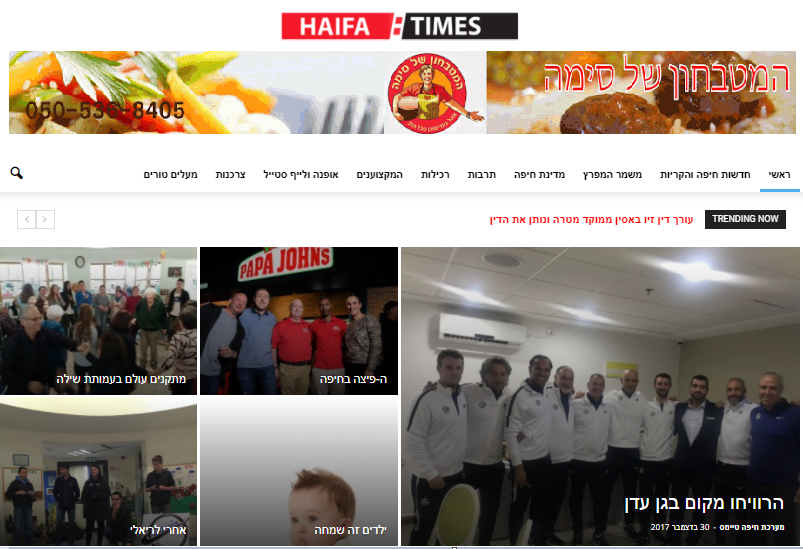 HAIFA TIMES
המטבחון של סימה
המטבחון של סימה
050-536-8405
ראשי
חדשות חיפה והקריות
משמר המפרץ
מדינת חיפה
תרבות
רכילות
המקצוענים
אופנה ולייף סטייל
צרכנות
מעלים טורים
TRENDING NOW
עורך דין זיו באסין ממוקד מטרה ונותן את הדין
PAPA JOHNS
מתקנים עולם בעמותת שילה
ה-פיצה בחיפה
הרוויחו מקום בגן עדן
מערכת חיפה טיימס - 30 בדצמבר 2017
אחרי לריאלי
ילדים זה שמחה